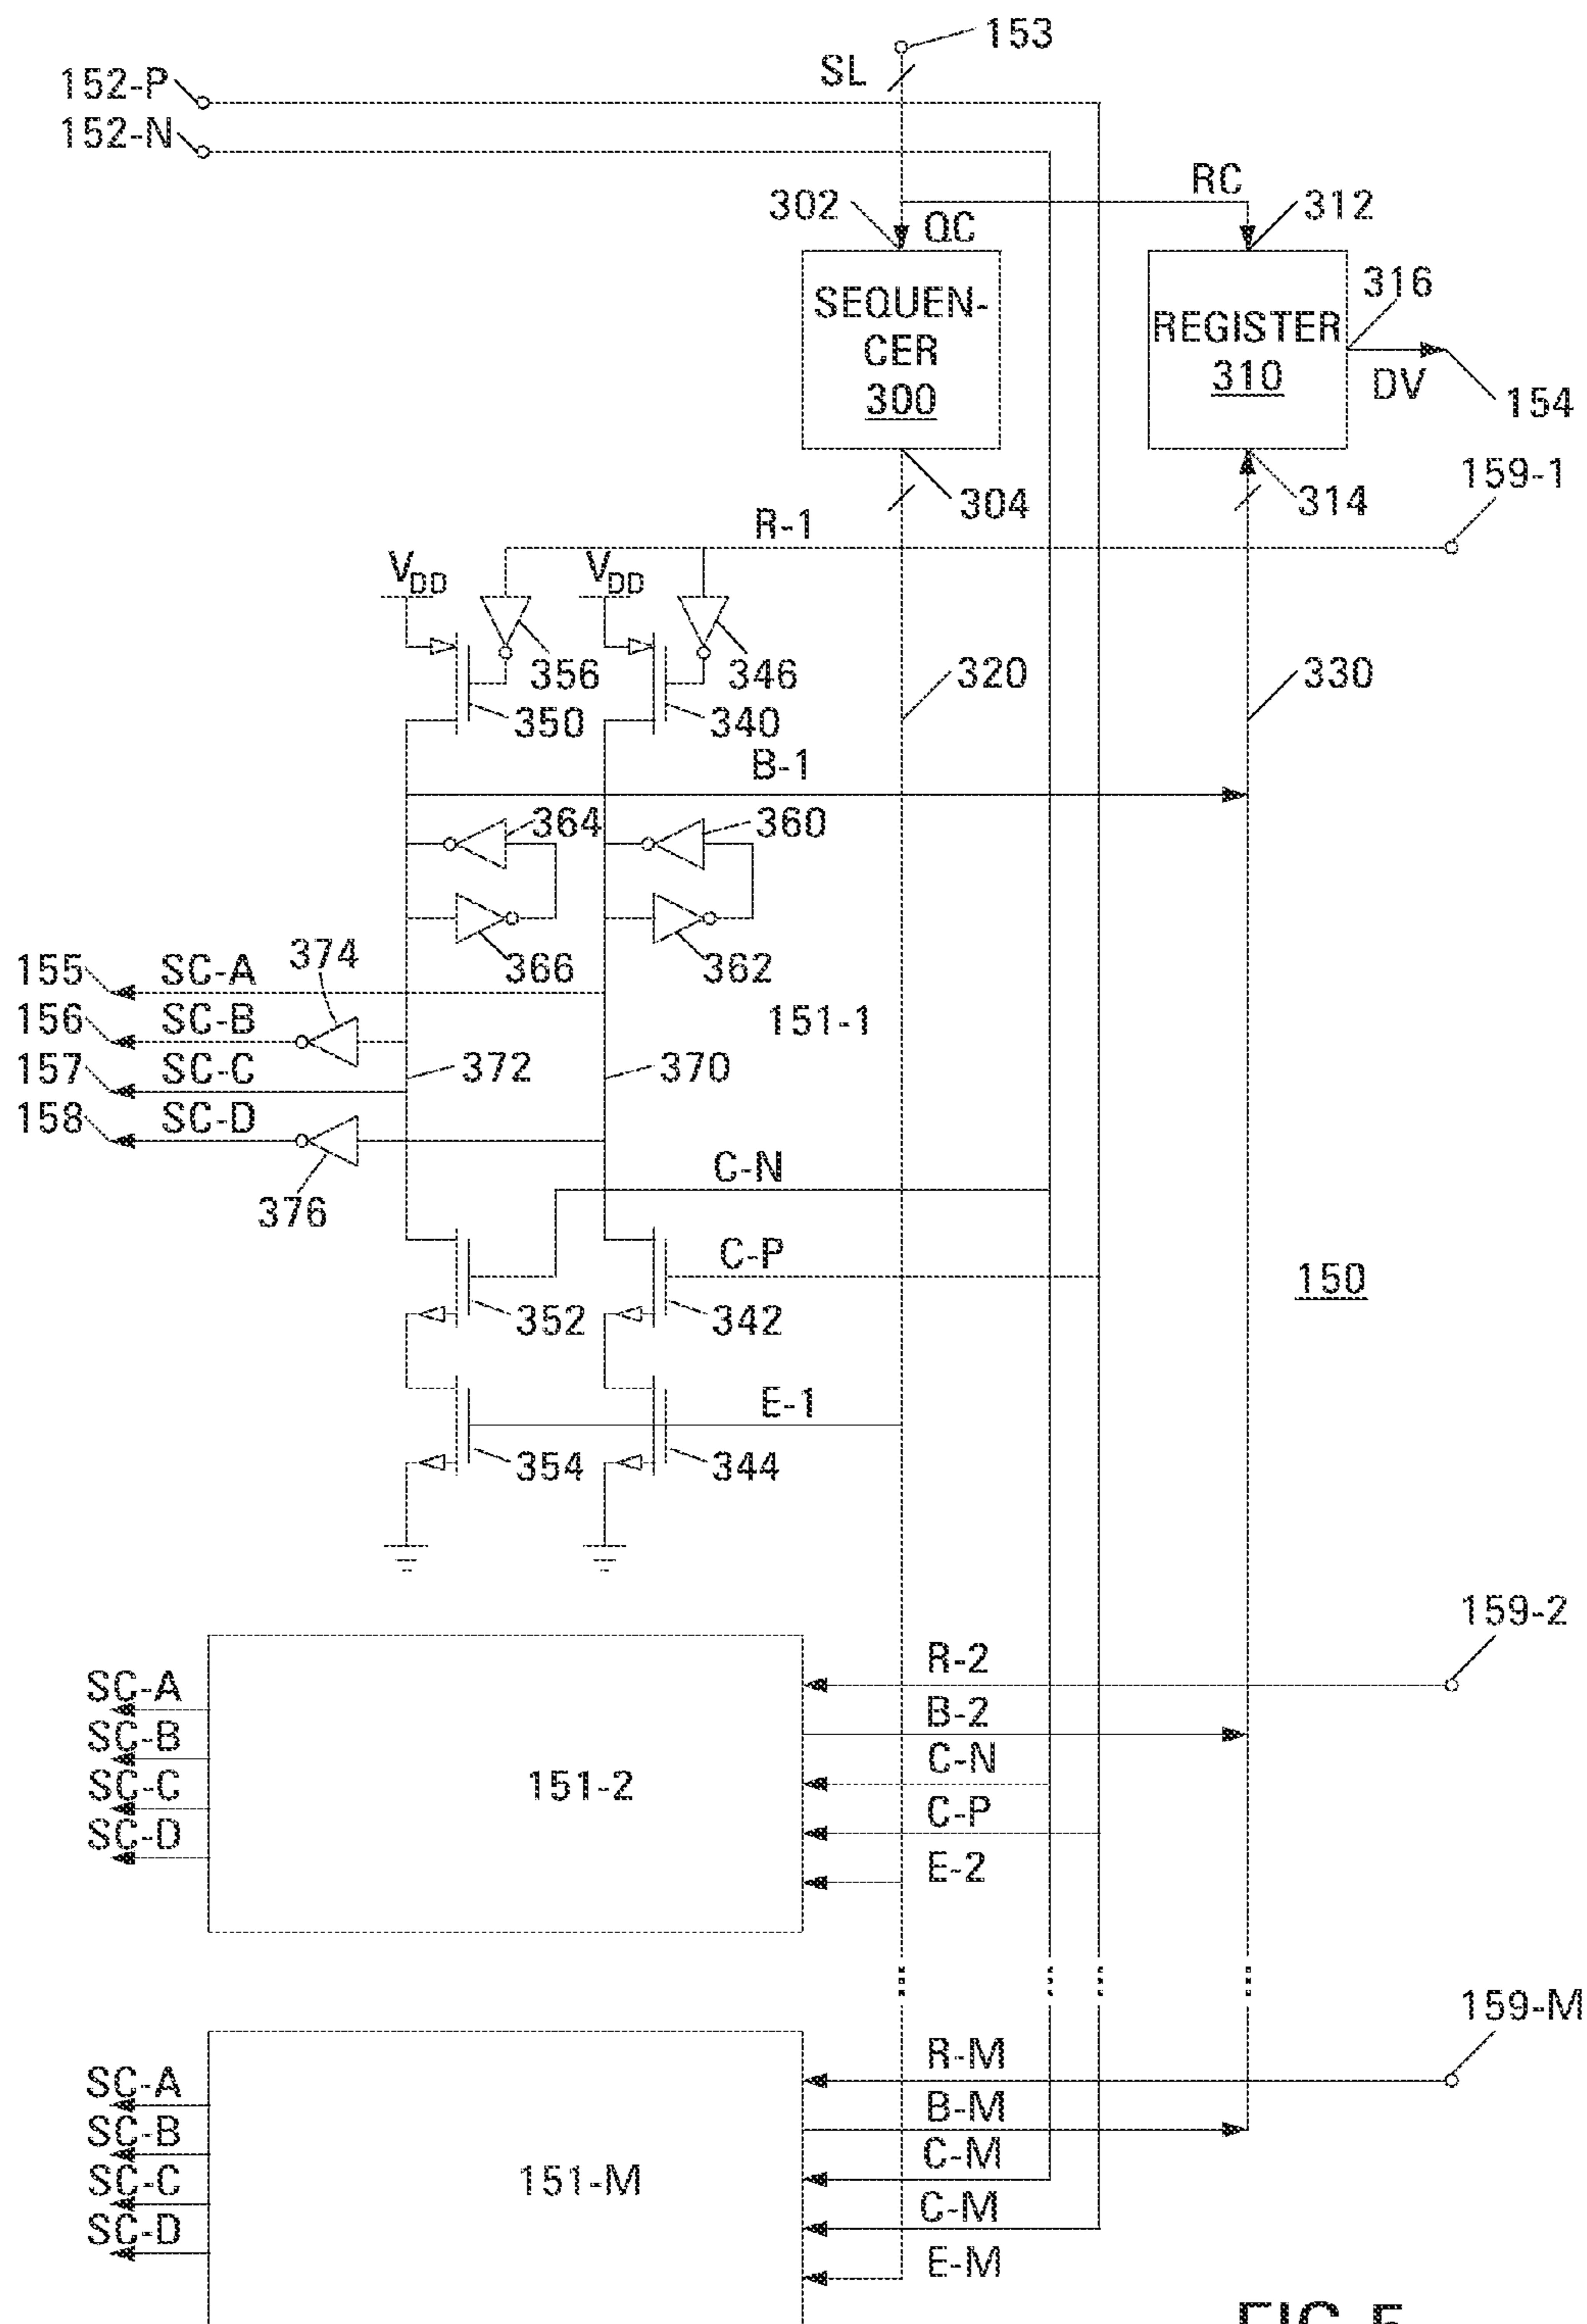 153
SL
152-P
152-N
RC
302
QC
312
SEQUEN-
CER
300
REGISTER
310
316
DV
154
304
314
159-1
R-1
VDD
VDD
356
346
350
340
320
330
B-1
364
360
366
362
374
155
SC-A
156
SC-B
157
SC-C
158
SC-D
151-1
372
370
376
C-N
C-P
352
342
150
E-1
354
344
159-2
R-2
B-2
C-N
C-P
E-2
SC-A
SC-B
SC-C
SC-D
151-2
159-M
R-M
B-M
C-M
C-M
E-M
SC-A
SC-B
SC-C
SC-D
151-M
FIG 5